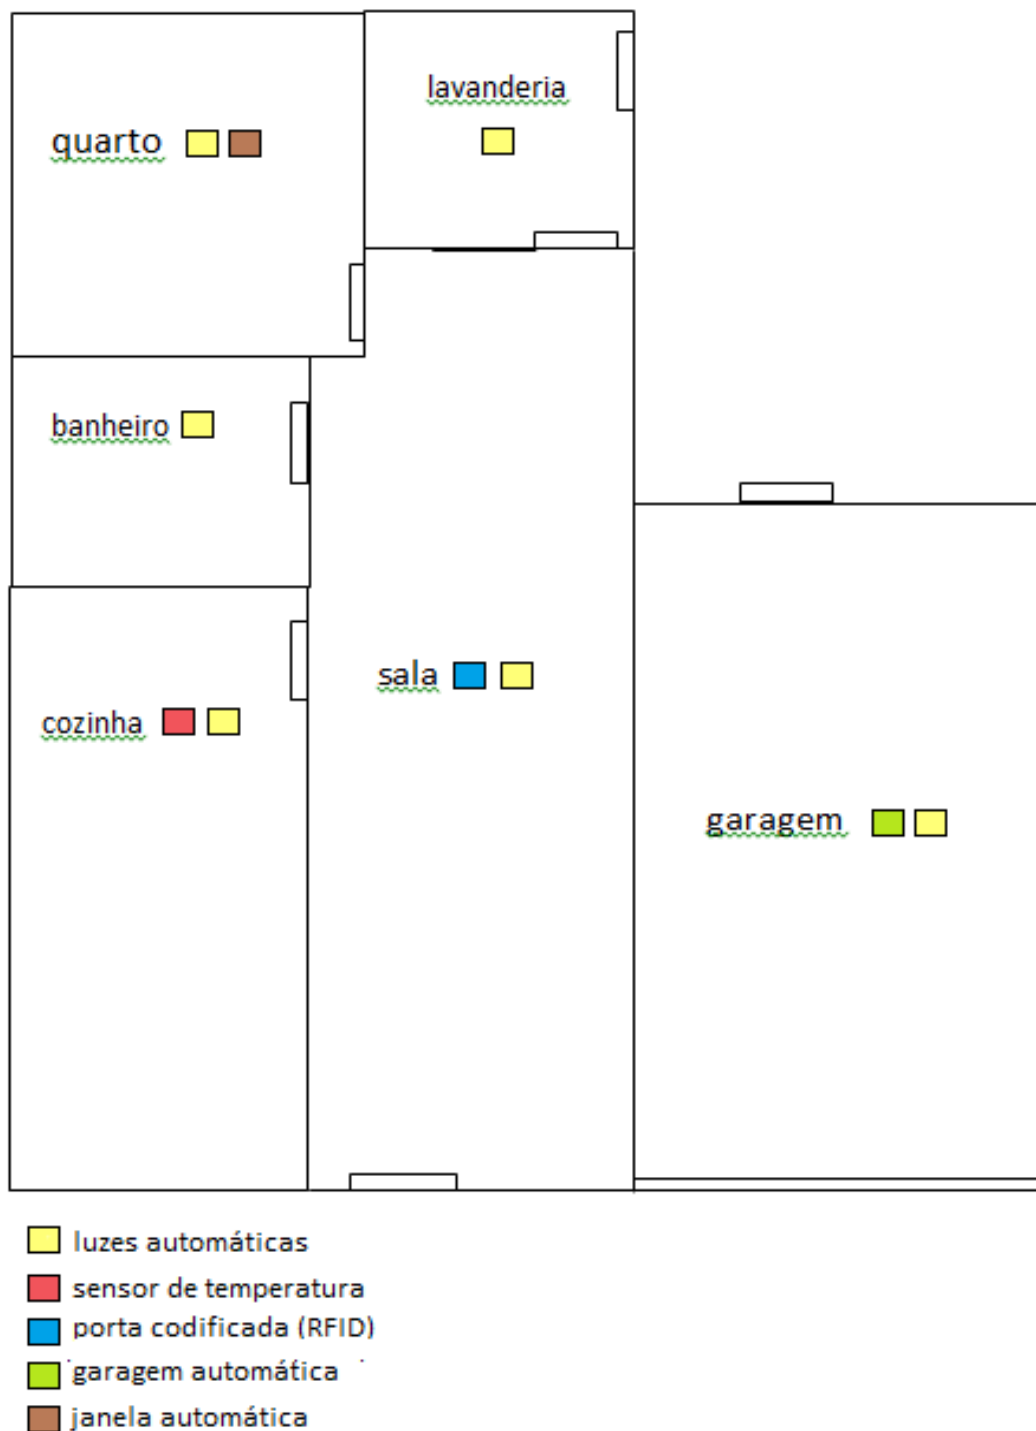 lavanderia
quarto
banheiro
sala
cozinha
garagem
luzes automáticas
sensor de temperatura
porta codificada (RFID)
garagem automática
janela automática